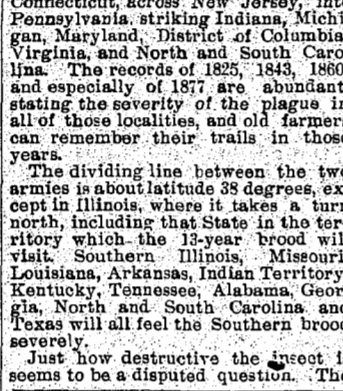 Connecticut, across New Jersey, int
Pennsylvania, striking Indiana, Michi
gan, Maryland, District of Columbia
Virginia, and North and South Caro
lina. The records of 1825, 1843, 1860
and especially of 1877 are abundant
stating the severity of the plague in
all of those localities, and old farmer
can remember their trails in those
years.
The dividing line between the two
armies is about latitude 38 degrees, ex
cept in Illinois, where it takes a turn
north, including that State in the ter
ritory which the 13-year brood wil
visit. Southern Illinois, Missouri
Louisiana, Arkansas, Indian Territory
Kentucky, Tennessee, Alabama, Geor
gia, North and South Carolina and
Texas will all feel the Southern brood
severely.
Just how destructive the insect i
seems to be a disputed question. The